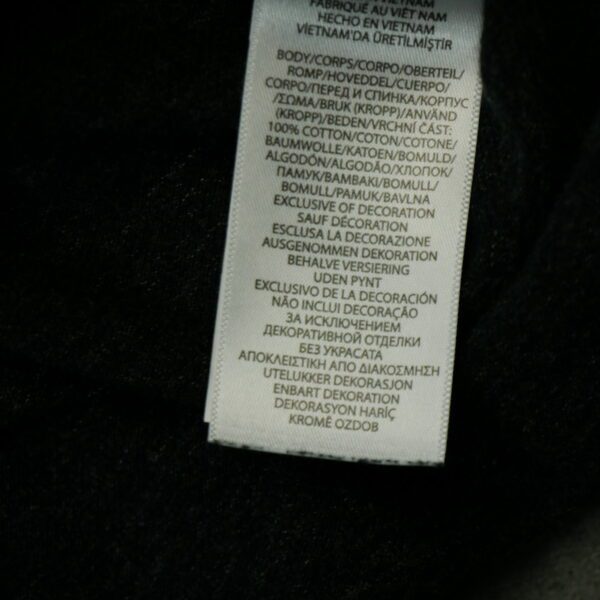 VIETNAM
FABRIQUÉ AU VIÊT NAM
HECHO EN VIETNAM
VİETNAM'DA ÜRETİLMİŞTİR
BODY/CORPS/CORPO/OBERTEIL/
ROMP/HOVEDDEL/CUERPO/
CORPO/ПЕРЕД И СПИНКА/КОРПУС
/ΣΩΜΑ/BRUK (KROPP)/ANVÄND
(KROPP)/BEDEN/VRCHNÍ ČÁST:
100% COTTON/COTON/COTONE/
BAUMWOLLE/KATOEN/BOMULD/
ALGODÓN/ALGODÃO/ХЛОПОК/
ПАМУК/BAMBAKI/BOMULL/
BOMULL/PAMUK/BAVLNA
EXCLUSIVE OF DECORATION
SAUF DÉCORATION
ESCLUSA LA DECORAZIONE
AUSGENOMMEN DEKORATION
BEHALVE VERSIERING
UDEN PYNT
EXCLUSIVO DE LA DECORACIÓN
NÃO INCLUI DECORAÇÃO
ЗА ИСКЛЮЧЕНИЕМ
ДЕКОРАТИВНОЙ ОТДЕЛКИ
БЕЗ УКРАСАТА
ΑΠΟΚΛΕΙΣΤΙΚΗ ΑΠΟ ΔΙΑΚΟΣΜΗΣΗ
UTELUKKER DEKORASJON
ENBART DEKORATION
DEKORASYON HARİÇ
KROMĚ OZDOB